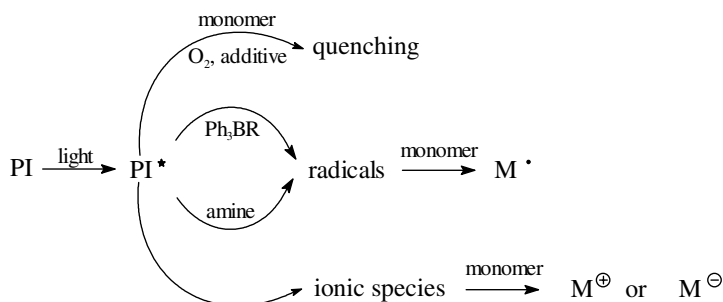 monomer
O₂, additive
quenching
Ph₃BR
PI light PI* radicals monomer M•
amine
ionic species monomer M⊕ or M⊖